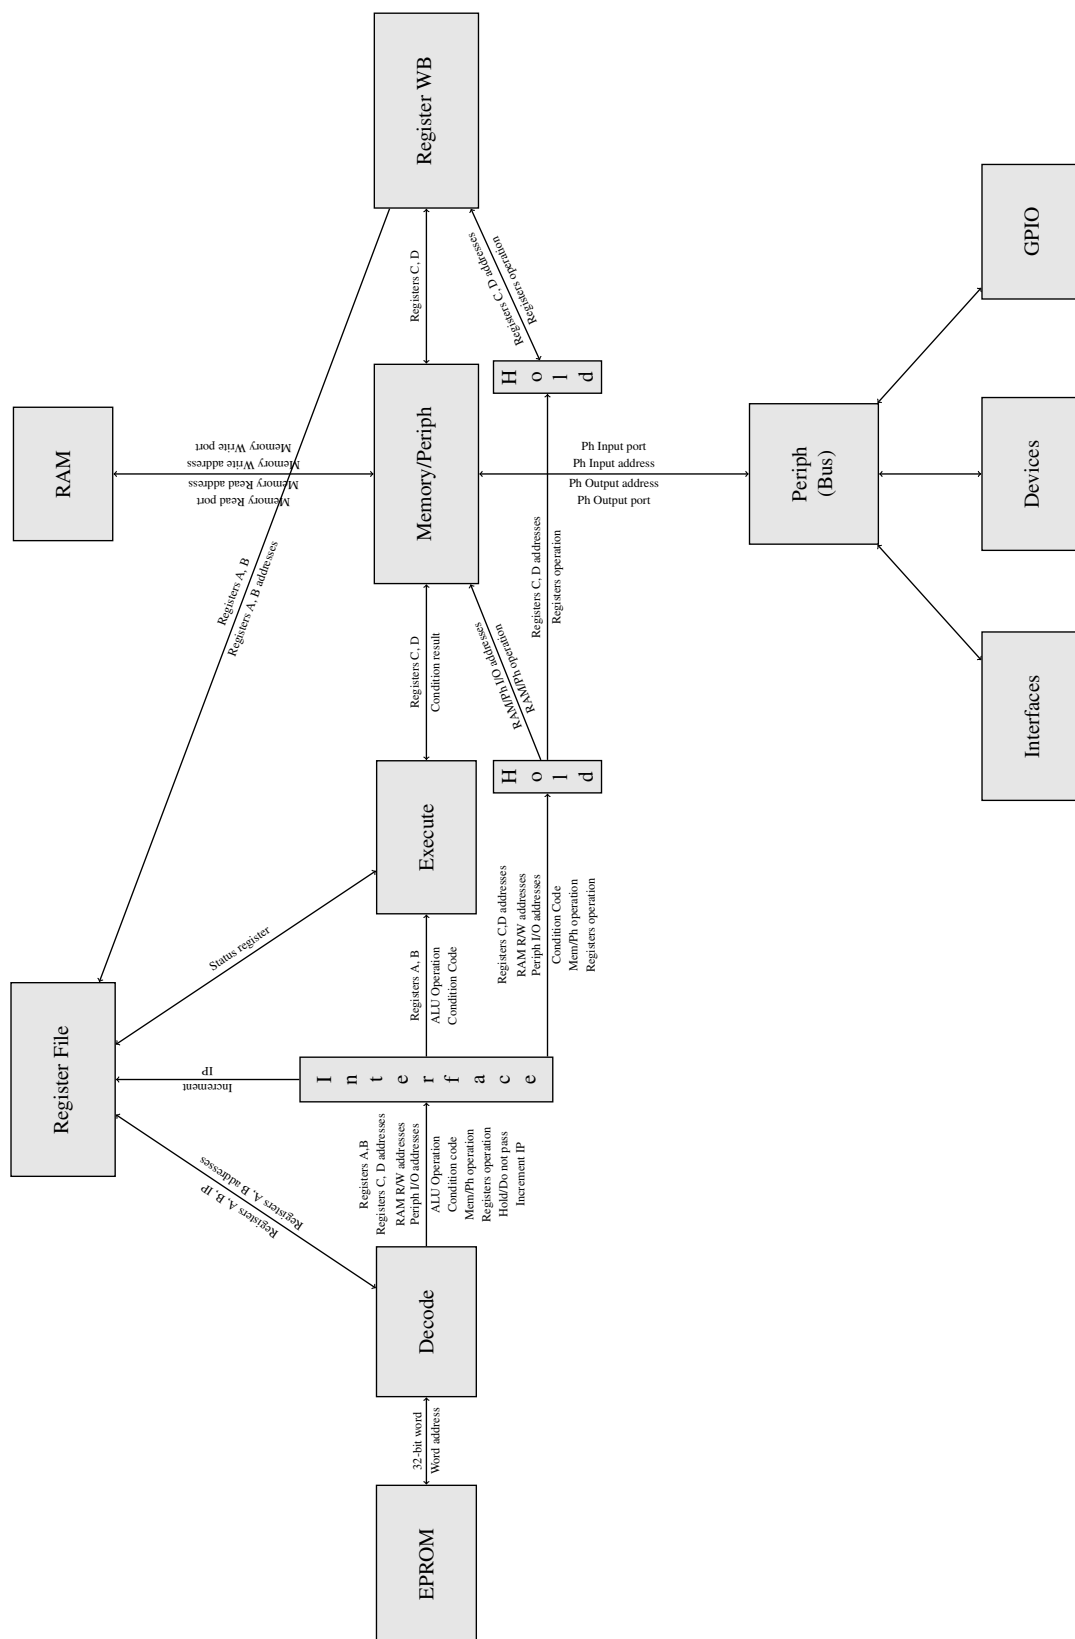 RAM
Register File
Register WB
Registers A, B
Registers A, B addresses
Memory Write port
Memory Write address
Memory Read address
Memory Read port
Registers A, B, IP
Registers A, B addresses
Increment
IP
Status register
EPROM
32-bit word
Word address
Decode
Registers A,B
Registers C, D addresses
RAM R/W addresses
Periph I/O addresses
ALU Operation
Condition code
Mem/Ph operation
Registers operation
Hold/Do not pass
Increment IP
Interface
Registers A, B
ALU Operation
Condition Code
Execute
Registers C, D
Condition result
Memory/Periph
Registers C, D
Registers C,D addresses
RAM R/W addresses
Periph I/O addresses
Condition Code
Mem/Ph operation
Registers operation
Hold
RAM/Ph I/O addresses
RAM/Ph operation
Registers C, D addresses
Registers operation
Hold
Registers C, D addresses
Registers operation
Ph Input port
Ph Input address
Ph Output address
Ph Output port
Periph
(Bus)
Interfaces
Devices
GPIO